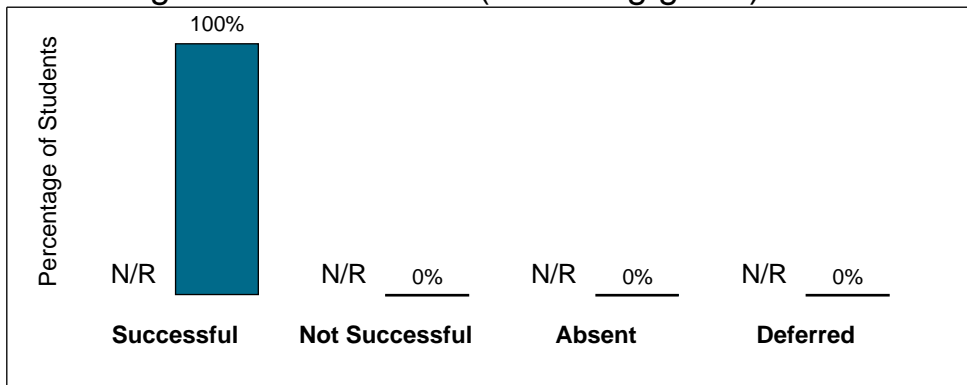 100%
Percentage of Students
N/R
N/R 0%
N/R 0%
N/R 0%
Successful
Not Successful
Absent
Deferred